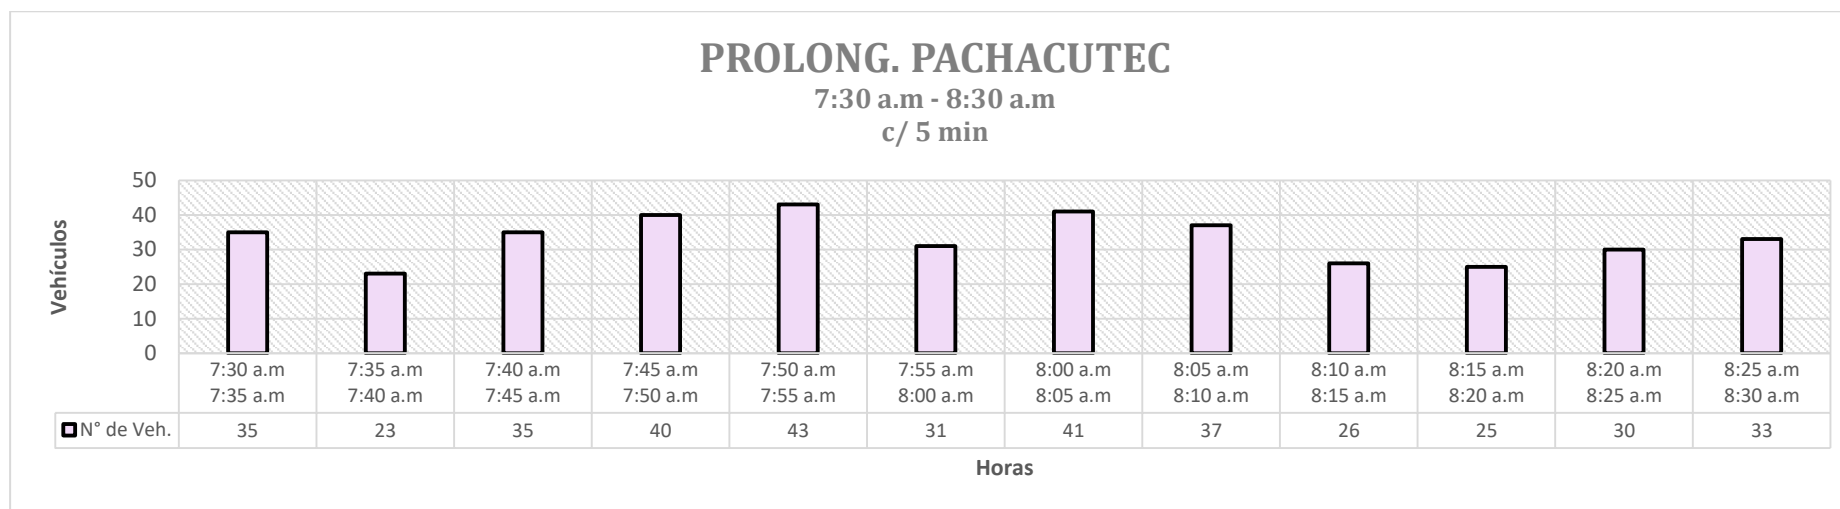 PROLONG. PACHACUTEC
7:30 a.m - 8:30 a.m
c/ 5 min
Vehículos
50
40
30
20
10
0
7:30 a.m 7:35 a.m 7:40 a.m 7:45 a.m 7:50 a.m 7:55 a.m 8:00 a.m 8:05 a.m 8:10 a.m 8:15 a.m 8:20 a.m 8:25 a.m
7:35 a.m 7:40 a.m 7:45 a.m 7:50 a.m 7:55 a.m 8:00 a.m 8:05 a.m 8:10 a.m 8:15 a.m 8:20 a.m 8:25 a.m 8:30 a.m
N° de Veh. 35 23 35 40 43 31 41 37 26 25 30 33
Horas